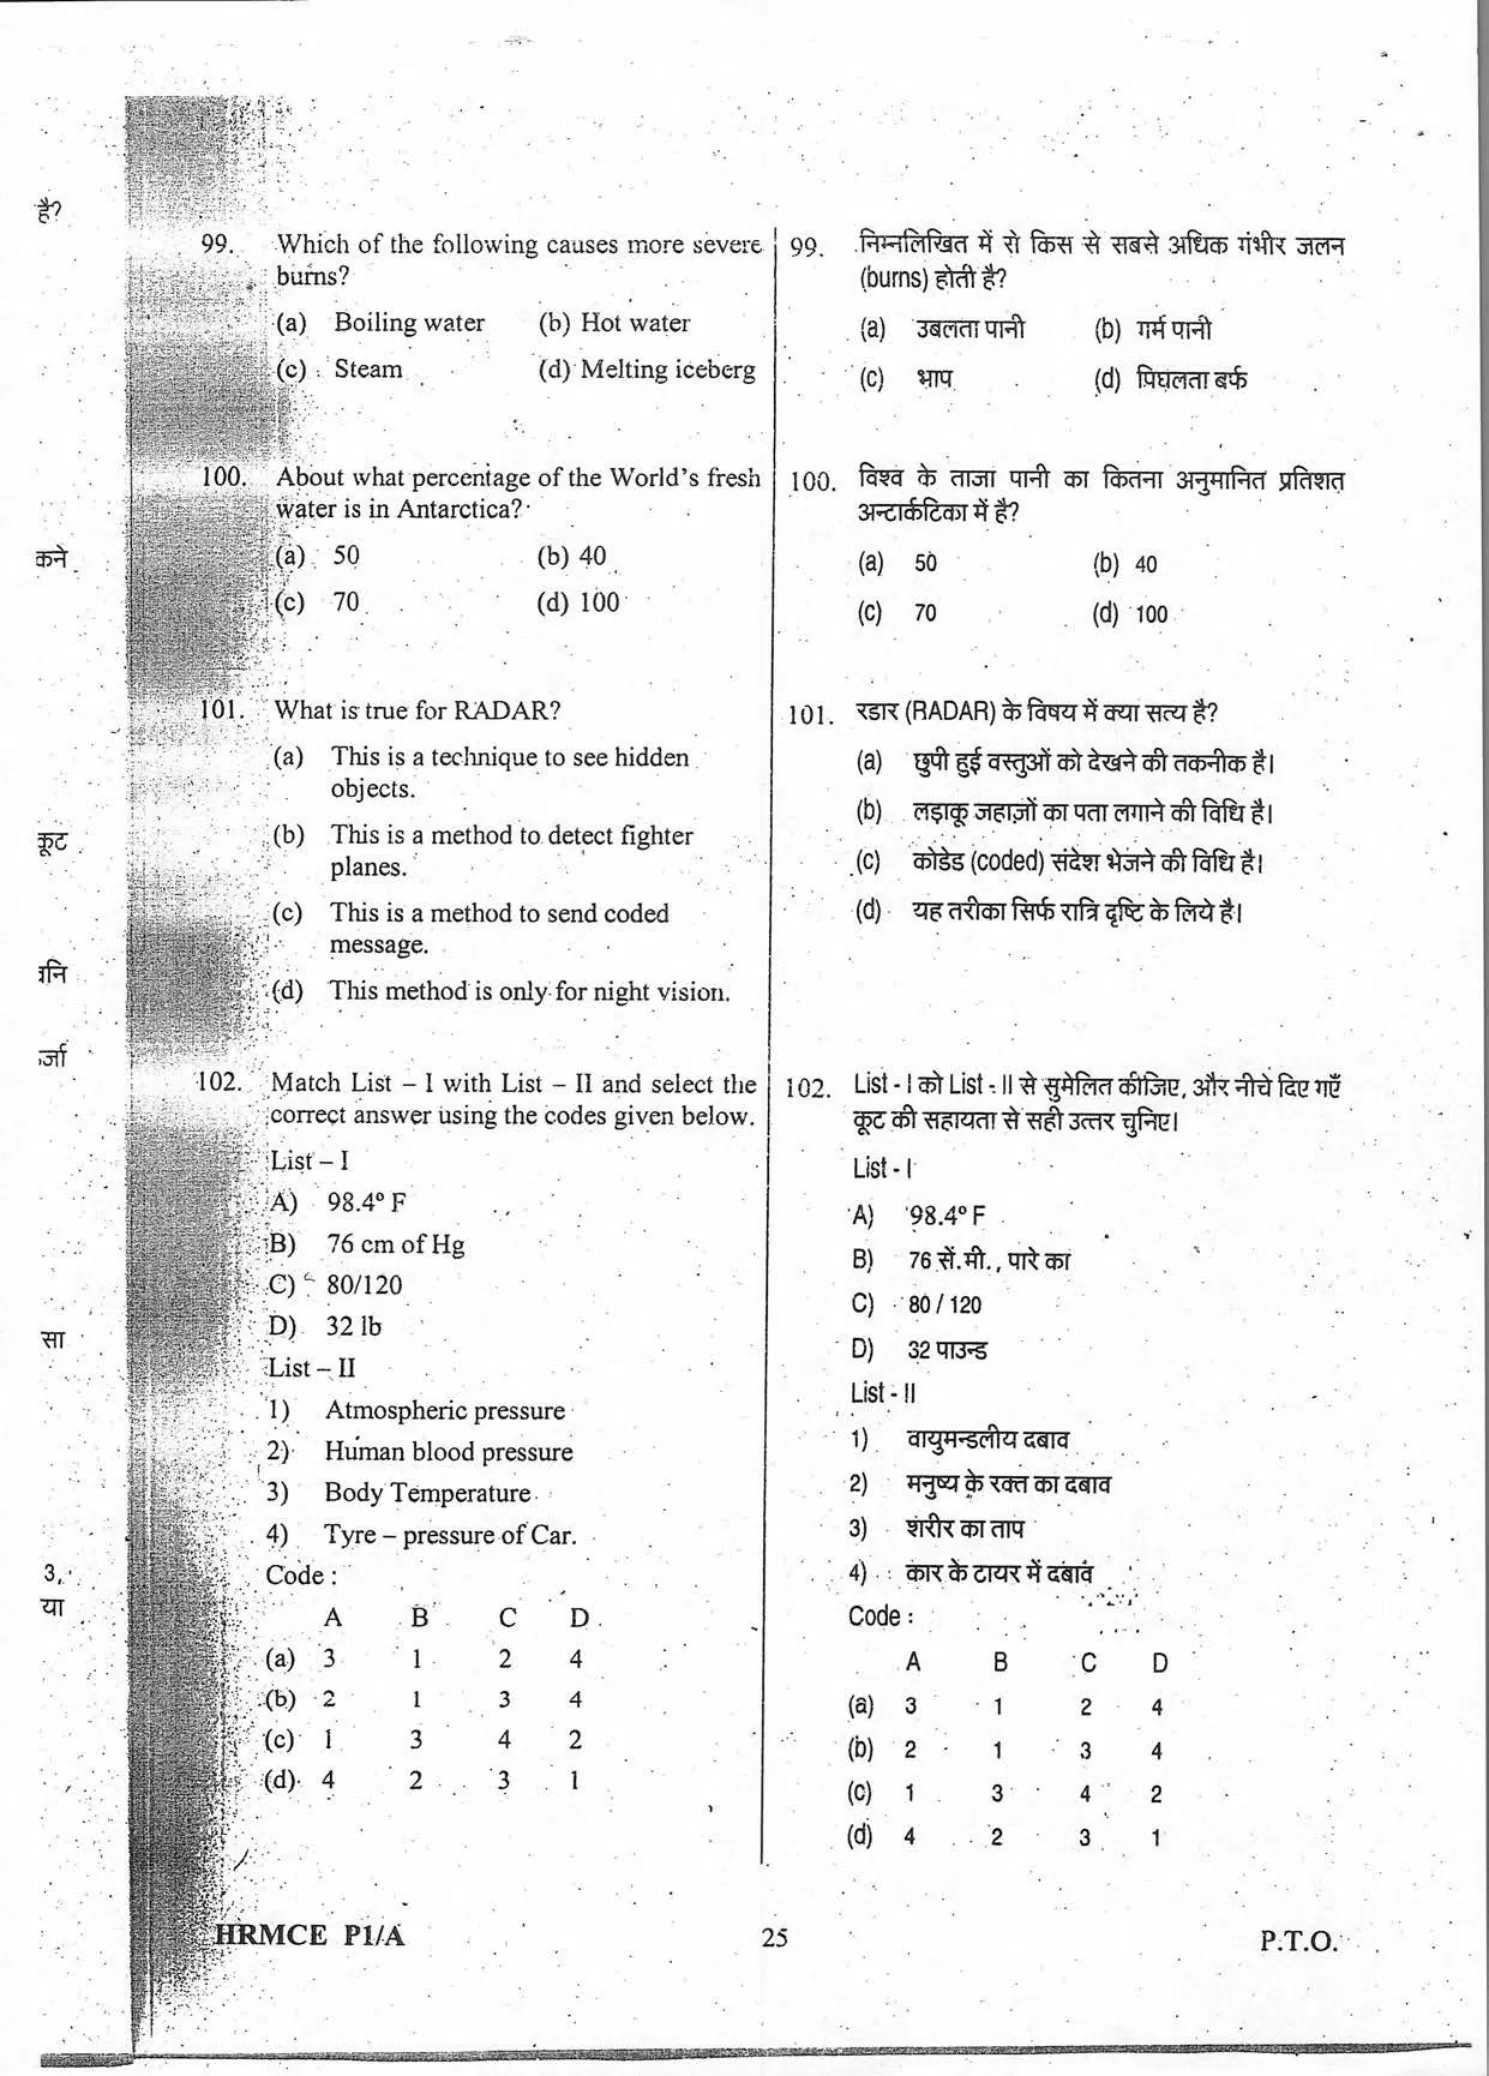 है?
कने
कूट
र्जा
सा
3,
या
99. Which of the following causes more severe
burns?
(a) Boiling water (b) Hot water
(c) Steam (d) Melting iceberg
100. About what percentage of the World's fresh
water is in Antarctica?
(a) 50 (b) 40
(c) 70 (d) 100
101. What is true for RADAR?
(a) This is a technique to see hidden
objects.
(b) This is a method to detect fighter
planes.
(c) This is a method to send coded
message.
(d) This method is only for night vision.
102. Match List – I with List – II and select the
correct answer using the codes given below.
List – I
A) 98.4° F
B) 76 cm of Hg
C) 80/120
D) 32 lb
List – II
1) Atmospheric pressure
2) Human blood pressure
3) Body Temperature
4) Tyre – pressure of Car.
Code :
A B C D
(a) 3 1 2 4
(b) 2 1 3 4
(c) 1 3 4 2
(d) 4 2 3 1
99. निम्नलिखित में से किस से सबसे अधिक गंभीर जलन
(burns) होती है?
(a) उबलता पानी (b) गर्म पानी
(c) भाप (d) पिघलता बर्फ
100. विश्व के ताजा पानी का कितना अनुमानित प्रतिशत
अन्टार्कटिका में है?
(a) 50 (b) 40
(c) 70 (d) 100
101. रडार (RADAR) के विषय में क्या सत्य है?
(a) छुपी हुई वस्तुओं को देखने की तकनीक है।
(b) लड़ाकू जहाज़ों का पता लगाने की विधि है।
(c) कोडेड (coded) संदेश भेजने की विधि है।
(d) यह तरीका सिर्फ रात्रि दृष्टि के लिये है।
102. List - I को List - II से सुमेलित कीजिए, और नीचे दिए गएँ
कूट की सहायता से सही उत्तर चुनिए।
List - I
A) 98.4° F
B) 76 सें.मी., पारे का
C) 80 / 120
D) 32 पाउन्ड
List - II
1) वायुमन्डलीय दबाव
2) मनुष्य के रक्त का दबाव
3) शरीर का ताप
4) कार के टायर में दबाव
Code :
A B C D
(a) 3 1 2 4
(b) 2 1 3 4
(c) 1 3 4 2
(d) 4 2 3 1
HRMCE P1/A 25 P.T.O.